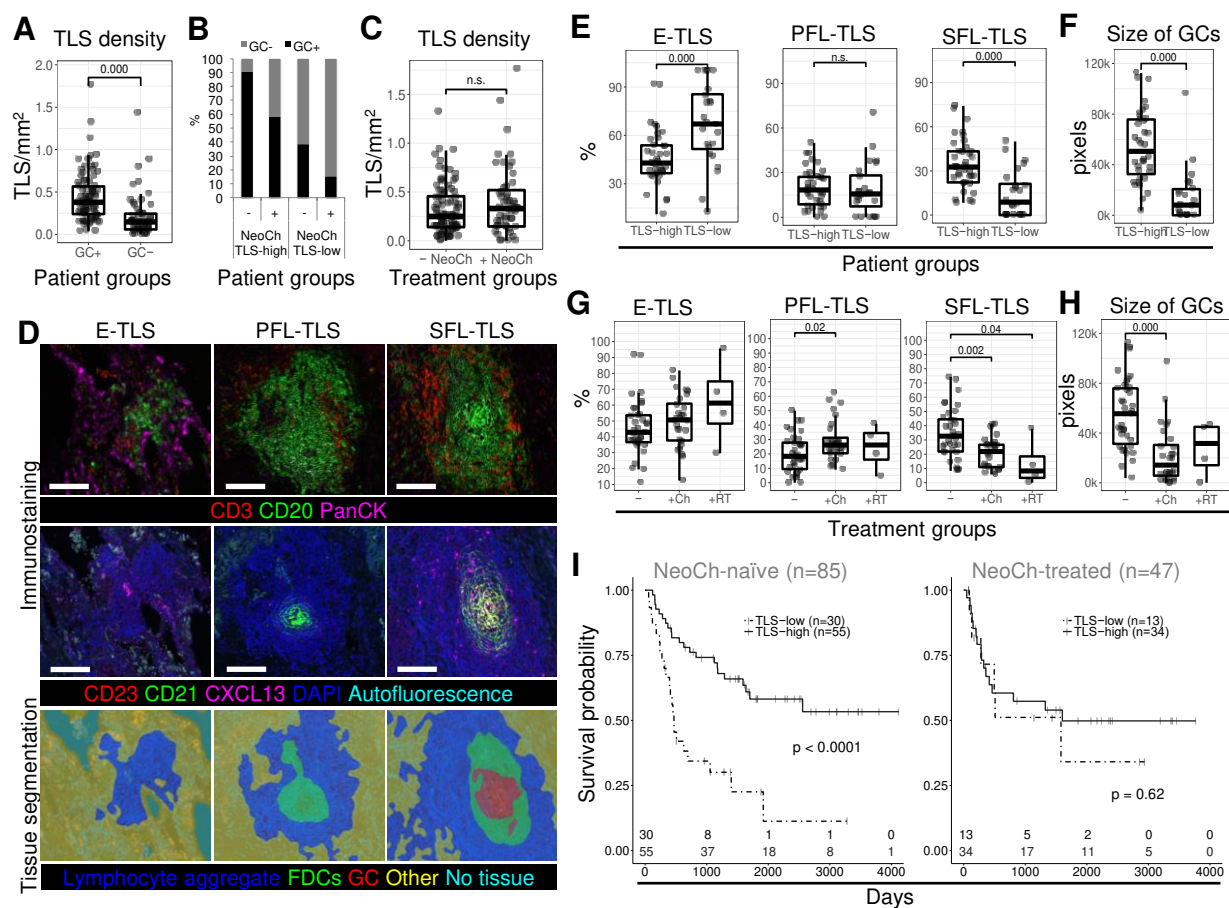 A
TLS density
0.000
2.0
1.5
1.0
0.5
0.0
TLS/mm²
GC+ GC−
Patient groups
B
GC-
GC+
100
90
80
70
60
50
40
30
20
10
0
%
- + - +
NeoCh NeoCh
TLS-high TLS-low
Patient groups
C
TLS density
n.s.
1.5
1.0
0.5
0.0
TLS/mm²
− NeoCh + NeoCh
Treatment groups
E
E-TLS
0.000
90
60
30
%
TLS−high TLS−low
PFL-TLS
n.s.
90
60
30
0
TLS−high TLS−low
SFL-TLS
0.000
90
60
30
0
TLS−high TLS−low
Patient groups
F
Size of GCs
0.000
120k
80k
40k
0k
pixels
TLS−high TLS−low
D
E-TLS PFL-TLS SFL-TLS
Immunostaining
CD3 CD20 PanCK
CD23 CD21 CXCL13 DAPI Autofluorescence
Tissue segmentation
Lymphocyte aggregate FDCs GC Other No tissue
G
E-TLS
100
90
80
70
60
50
40
30
20
10
%
− +Ch +RT
PFL-TLS
0.02
100
90
80
70
60
50
40
30
20
10
0
− +Ch +RT
SFL-TLS
0.04
0.002
100
90
80
70
60
50
40
30
20
10
0
− +Ch +RT
Treatment groups
H
Size of GCs
0.000
120k
80k
40k
0k
pixels
− +Ch +RT
I
NeoCh-naïve (n=85)
TLS−low (n=30)
TLS−high (n=55)
p < 0.0001
1.00
0.75
0.50
0.25
0.00
Survival probability
30 8 1 1 0
55 37 18 8 1
0 1000 2000 3000 4000
NeoCh-treated (n=47)
TLS−low (n=13)
TLS−high (n=34)
p = 0.62
1.00
0.75
0.50
0.25
0.00
13 5 2 0 0
34 17 11 5 0
0 1000 2000 3000 4000
Days